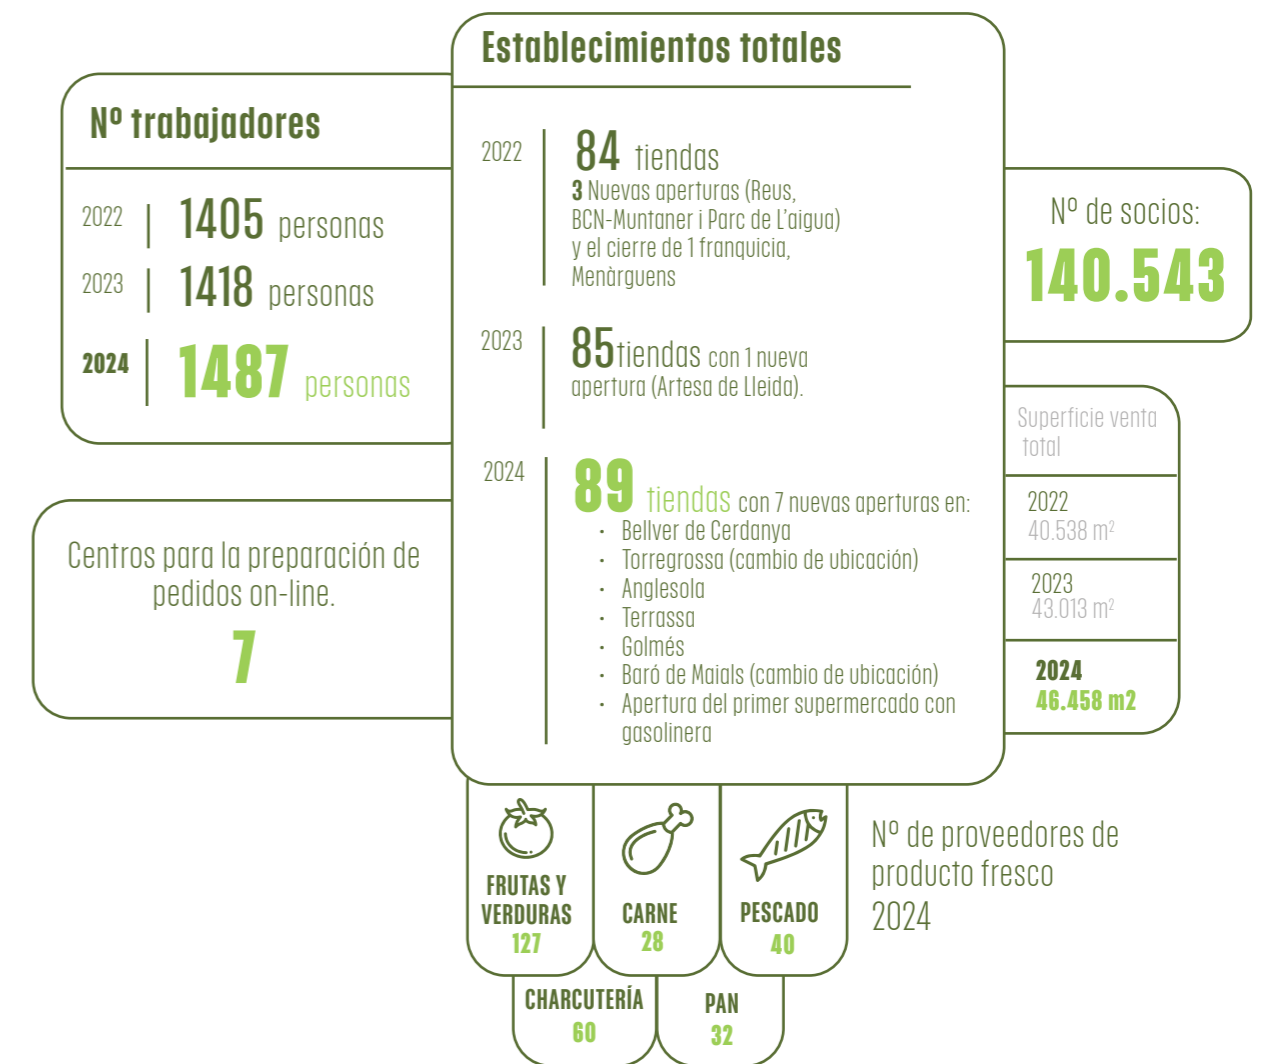 Nº trabajadores
2022
1405 personas
2023
1418 personas
2024
1487 personas
Centros para la preparación de
pedidos on-line.
7
Establecimientos totales
2022
84 tiendas
3 Nuevas aperturas (Reus,
BCN-Muntaner i Parc de L'aigua)
y el cierre de 1 franquicia,
Menàrguens
2023
85tiendas con 1 nueva
apertura (Artesa de Lleida).
2024
89 tiendas con 7 nuevas aperturas en:
• Bellver de Cerdanya
• Torregrossa (cambio de ubicación)
• Anglesola
• Terrassa
• Golmés
• Baró de Maials (cambio de ubicación)
• Apertura del primer supermercado con
gasolinera
Nº de socios:
140.543
Superficie venta
total
2022
40.538 m²
2023
43.013 m²
2024
46.458 m2
FRUTAS Y
VERDURAS
127
CARNE
28
PESCADO
40
CHARCUTERÍA
60
PAN
32
Nº de proveedores de
producto fresco
2024